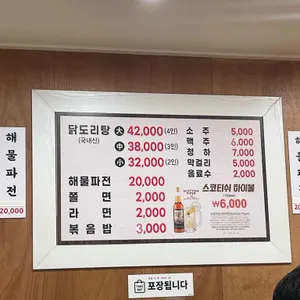 해물파전
20,000
닭도리탕 大 42,000(4인)
(국내산) 中 38,000(3인)
小 32,000(2인)
해물파전 20,000
쫄면 2,000
라면 2,000
볶음밥 3,000
소주 5,000
맥주 6,000
청하 7,000
막걸리 5,000
음료수 2,000
스코티쉬 하이볼
₩6,000
해물파전
포장됩니다